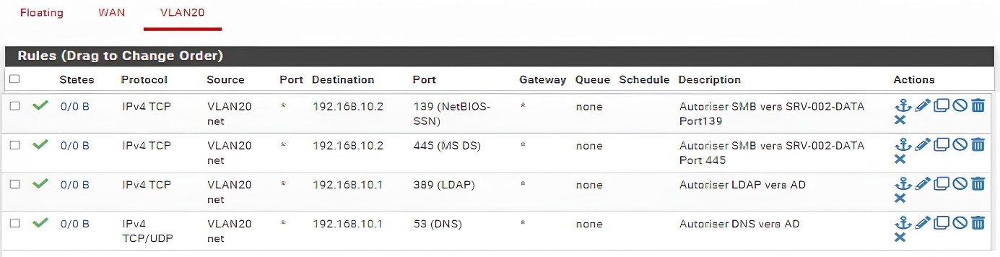 Floating WAN VLAN20
Rules (Drag to Change Order)
States Protocol Source Port Destination Port Gateway Queue Schedule Description Actions
0/0 B IPv4 TCP VLAN20 * 192.168.10.2 139 (NetBIOS- * none Autoriser SMB vers SRV-002-DATA
net SSN) Port139
0/0 B IPv4 TCP VLAN20 * 192.168.10.2 445 (MS DS) * none Autoriser SMB vers SRV-002-DATA
net Port 445
0/0 B IPv4 TCP VLAN20 * 192.168.10.1 389 (LDAP) * none Autoriser LDAP vers AD
net
0/0 B IPv4 VLAN20 * 192.168.10.1 53 (DNS) * none Autoriser DNS vers AD
TCP/UDP net